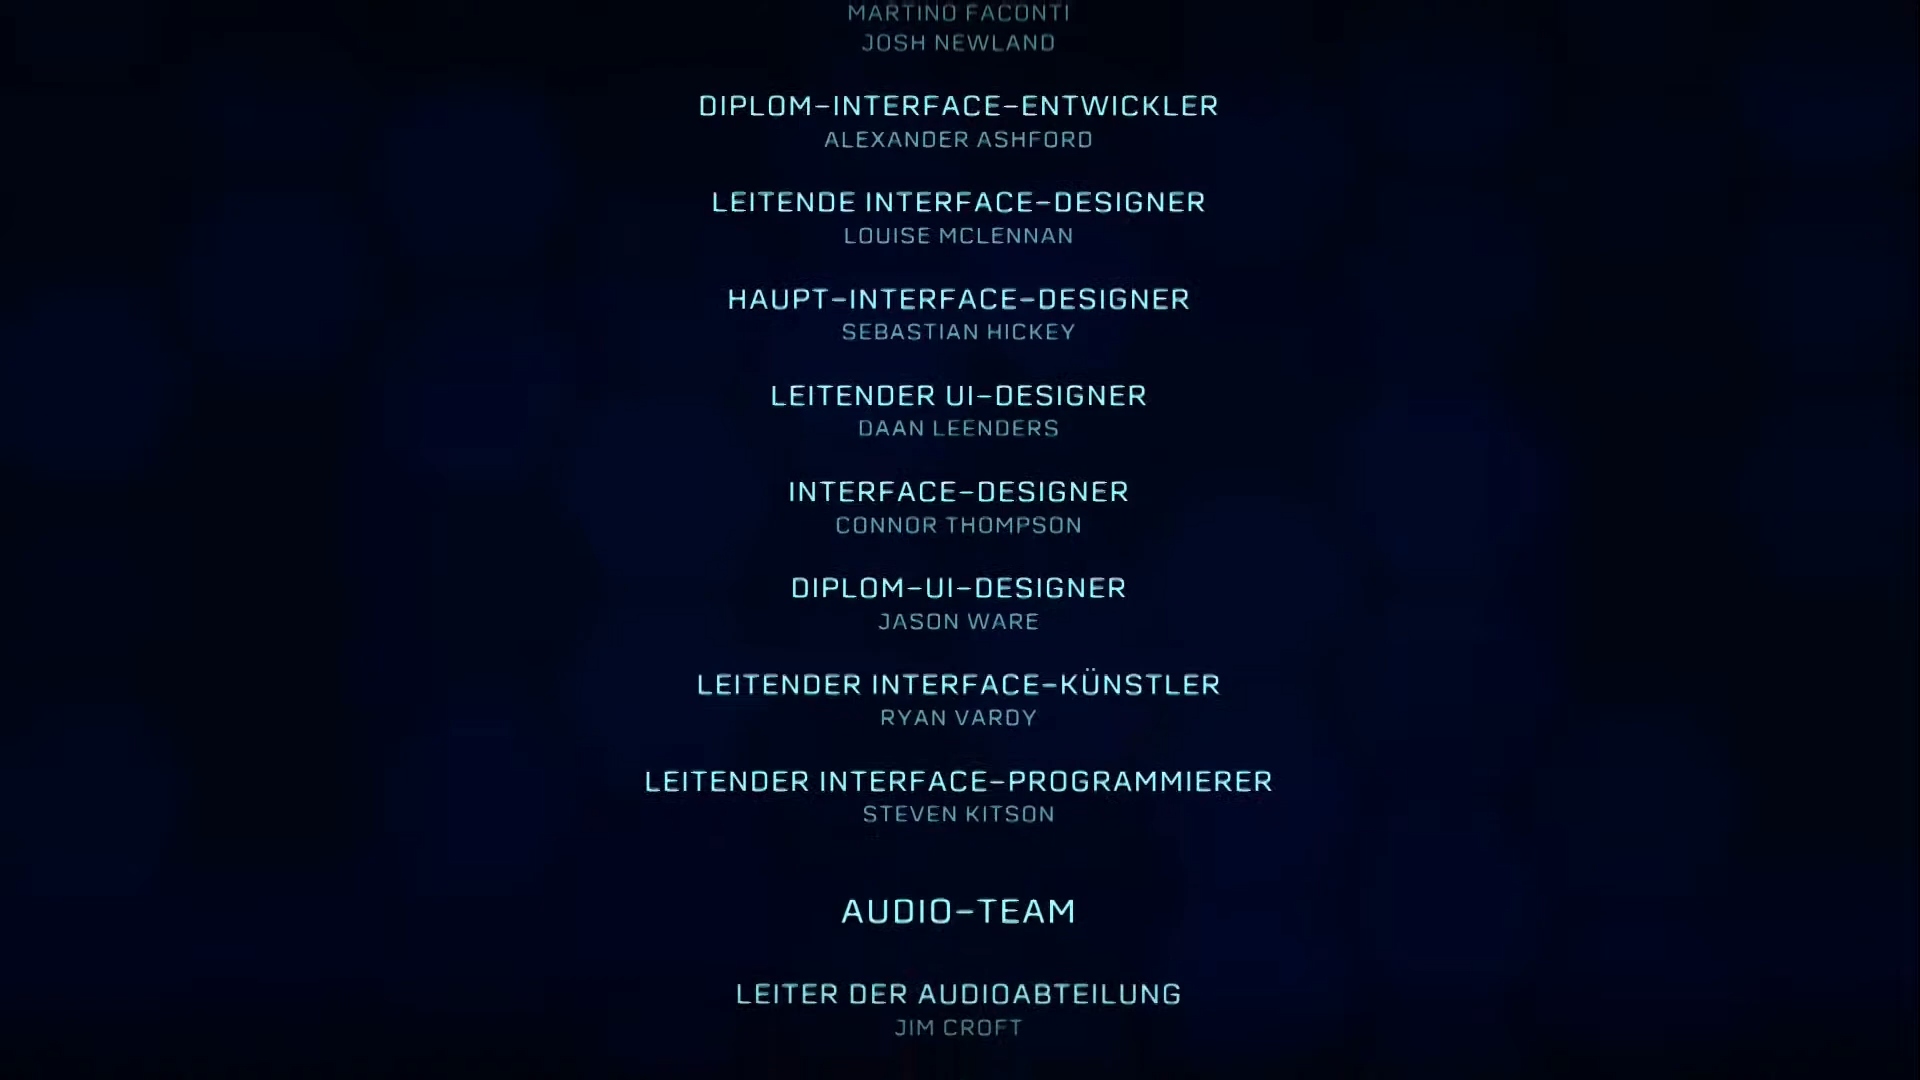 MARTINO FACONTI
JOSH NEWLAND
DIPLOM-INTERFACE-ENTWICKLER
ALEXANDER ASHFORD
LEITENDE INTERFACE-DESIGNER
LOUISE MCLENNAN
HAUPT-INTERFACE-DESIGNER
SEBASTIAN HICKEY
LEITENDER UI-DESIGNER
DAAN LEENDERS
INTERFACE-DESIGNER
CONNOR THOMPSON
DIPLOM-UI-DESIGNER
JASON WARE
LEITENDER INTERFACE-KÜNSTLER
RYAN VARDY
LEITENDER INTERFACE-PROGRAMMIERER
STEVEN KITSON
AUDIO-TEAM
LEITER DER AUDIOABTEILUNG
JIM CROFT